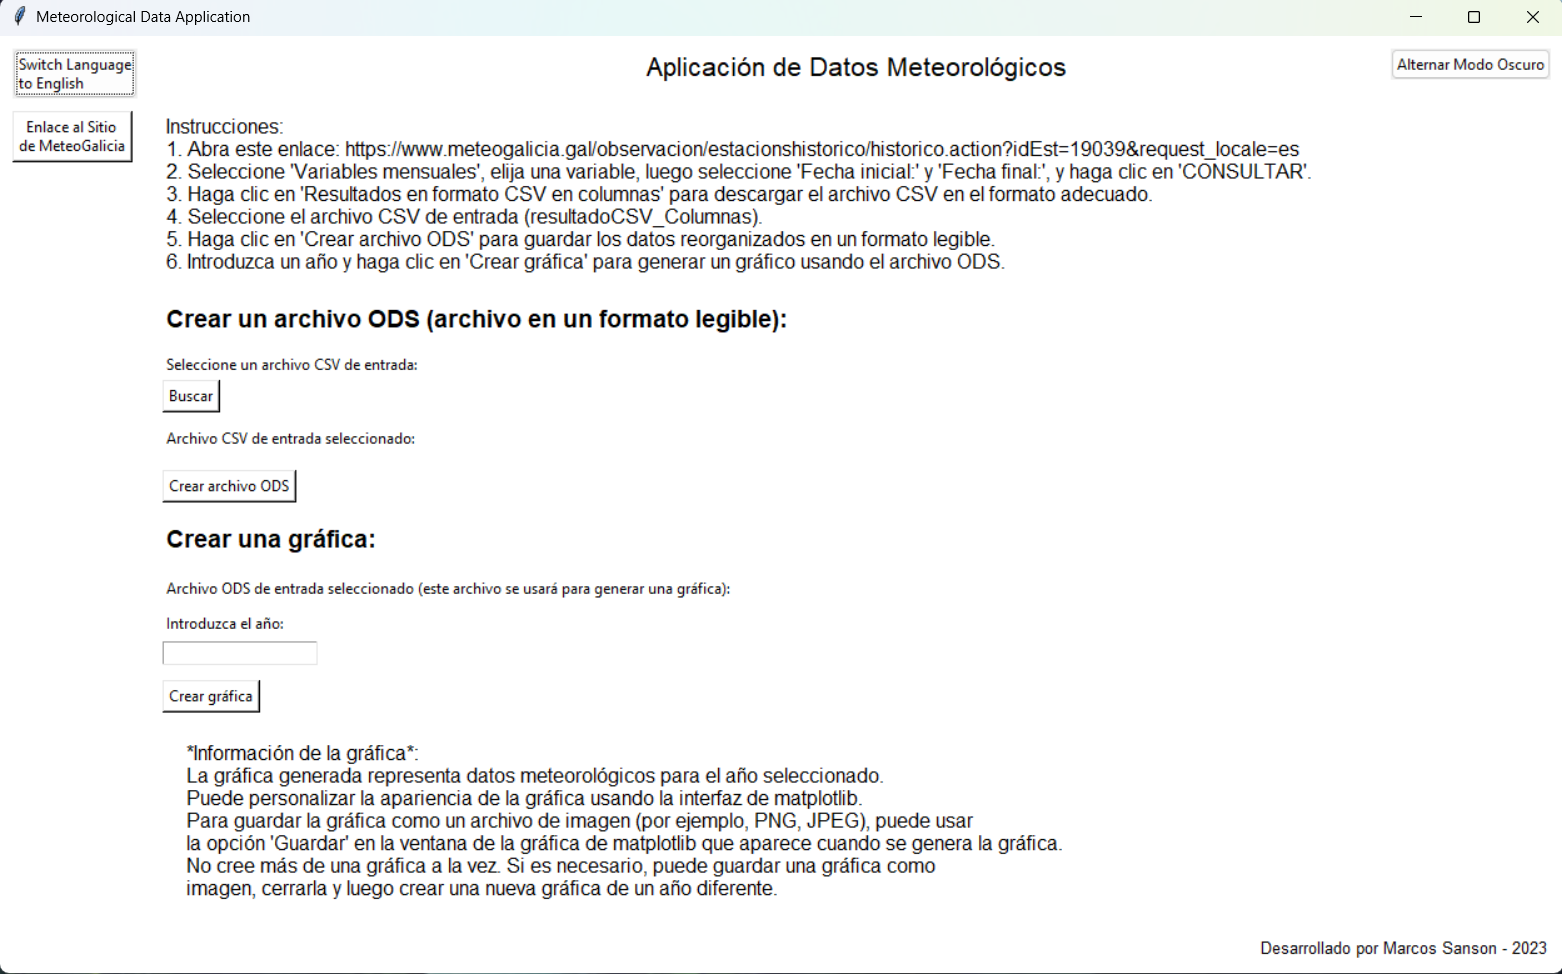 Meteorological Data Application
Switch Language
to English
Aplicación de Datos Meteorológicos
Alternar Modo Oscuro
Enlace al Sitio
de MeteoGalicia
Instrucciones:
1. Abra este enlace: https://www.meteogalicia.gal/observacion/estacionshistorico/historico.action?idEst=19039&request_locale=es
2. Seleccione 'Variables mensuales', elija una variable, luego seleccione 'Fecha inicial:' y 'Fecha final:', y haga clic en 'CONSULTAR'.
3. Haga clic en 'Resultados en formato CSV en columnas' para descargar el archivo CSV en el formato adecuado.
4. Seleccione el archivo CSV de entrada (resultadoCSV_Columnas).
5. Haga clic en 'Crear archivo ODS' para guardar los datos reorganizados en un formato legible.
6. Introduzca un año y haga clic en 'Crear gráfica' para generar un gráfico usando el archivo ODS.
Crear un archivo ODS (archivo en un formato legible):
Seleccione un archivo CSV de entrada:
Buscar
Archivo CSV de entrada seleccionado:
Crear archivo ODS
Crear una gráfica:
Archivo ODS de entrada seleccionado (este archivo se usará para generar una gráfica):
Introduzca el año:
Crear gráfica
*Información de la gráfica*:
La gráfica generada representa datos meteorológicos para el año seleccionado.
Puede personalizar la apariencia de la gráfica usando la interfaz de matplotlib.
Para guardar la gráfica como un archivo de imagen (por ejemplo, PNG, JPEG), puede usar
la opción 'Guardar' en la ventana de la gráfica de matplotlib que aparece cuando se genera la gráfica.
No cree más de una gráfica a la vez. Si es necesario, puede guardar una gráfica como
imagen, cerrarla y luego crear una nueva gráfica de un año diferente.
Desarrollado por Marcos Sanson - 2023